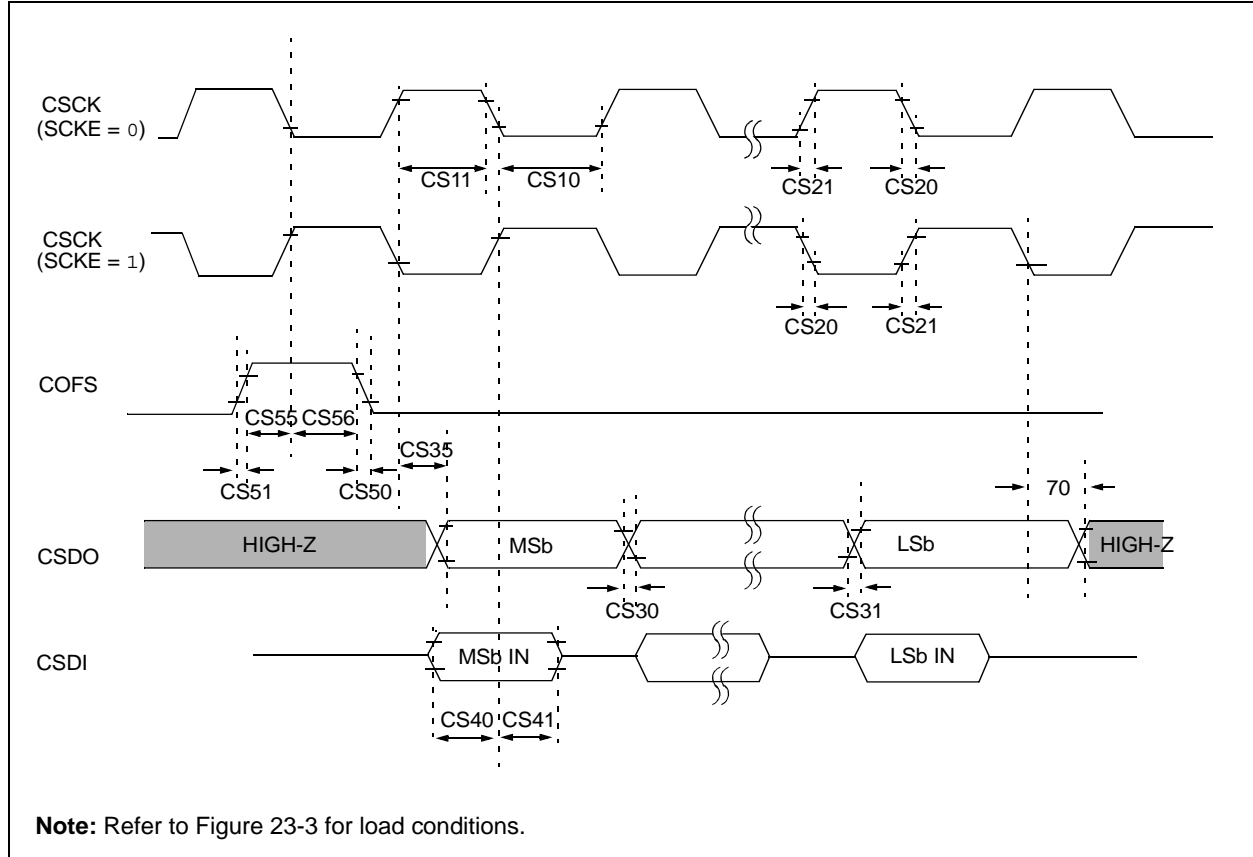 CSCK
(SCKE = 0)
CS11 CS10 CS21 CS20
CSCK
(SCKE = 1)
CS20 CS21
COFS
CS55 CS56
CS35
CS51 CS50 70
CSDO HIGH-Z MSb LSb HIGH-Z
CS30 CS31
CSDI MSb IN LSb IN
CS40 CS41
Note: Refer to Figure 23-3 for load conditions.